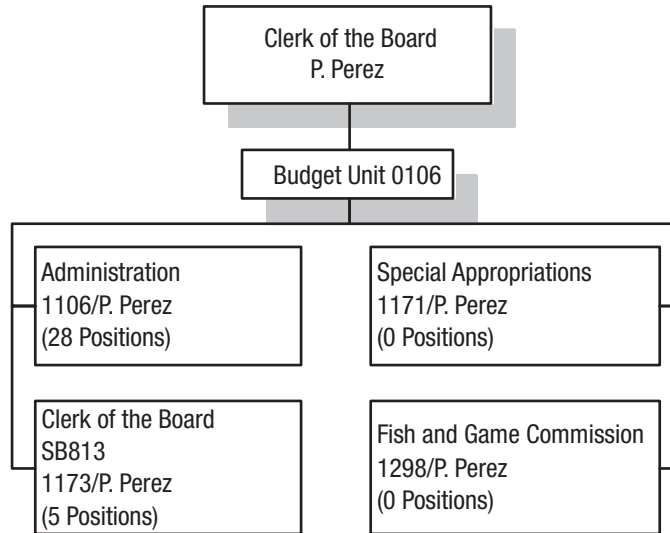 Clerk of the Board
P. Perez
Budget Unit 0106
Administration
1106/P. Perez
(28 Positions)
Special Appropriations
1171/P. Perez
(0 Positions)
Clerk of the Board
SB813
1173/P. Perez
(5 Positions)
Fish and Game Commission
1298/P. Perez
(0 Positions)